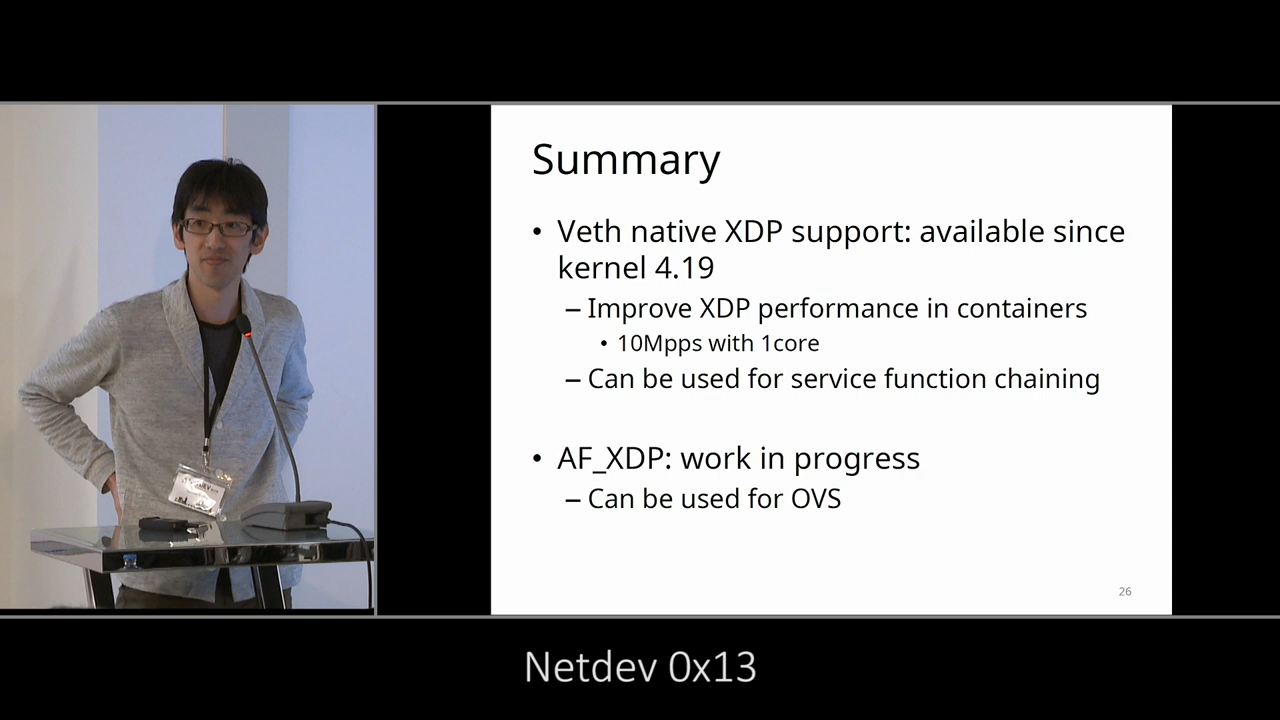 Summary
• Veth native XDP support: available since
kernel 4.19
– Improve XDP performance in containers
• 10Mpps with 1core
– Can be used for service function chaining
• AF_XDP: work in progress
– Can be used for OVS
26
Netdev 0x13